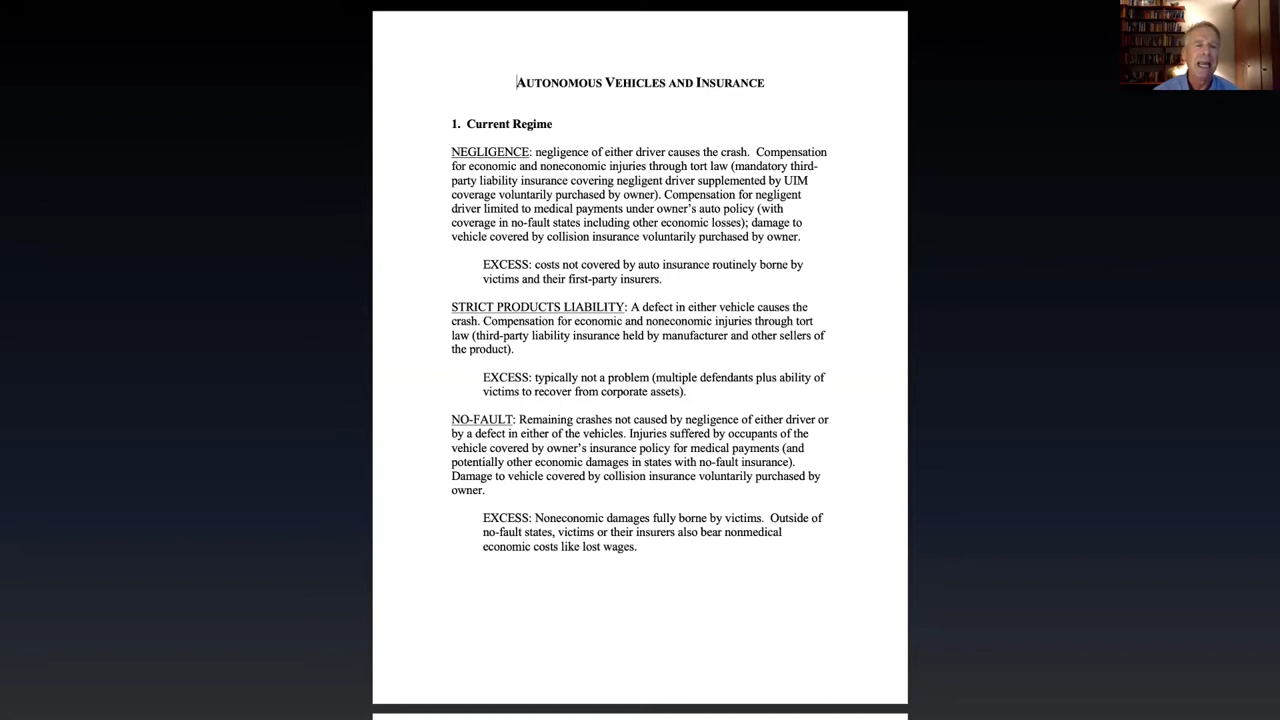 AUTONOMOUS VEHICLES AND INSURANCE
1. Current Regime
NEGLIGENCE: negligence of either driver causes the crash. Compensation
for economic and noneconomic injuries through tort law (mandatory third-
party liability insurance covering negligent driver supplemented by UIM
coverage voluntarily purchased by owner). Compensation for negligent
driver limited to medical payments under owner's auto policy (with
coverage in no-fault states including other economic losses); damage to
vehicle covered by collision insurance voluntarily purchased by owner.
EXCESS: costs not covered by auto insurance routinely borne by
victims and their first-party insurers.
STRICT PRODUCTS LIABILITY: A defect in either vehicle causes the
crash. Compensation for economic and noneconomic injuries through tort
law (third-party liability insurance held by manufacturer and other sellers of
the product).
EXCESS: typically not a problem (multiple defendants plus ability of
victims to recover from corporate assets).
NO-FAULT: Remaining crashes not caused by negligence of either driver or
by a defect in either of the vehicles. Injuries suffered by occupants of the
vehicle covered by owner's insurance policy for medical payments (and
potentially other economic damages in states with no-fault insurance).
Damage to vehicle covered by collision insurance voluntarily purchased by
owner.
EXCESS: Noneconomic damages fully borne by victims. Outside of
no-fault states, victims or their insurers also bear nonmedical
economic costs like lost wages.